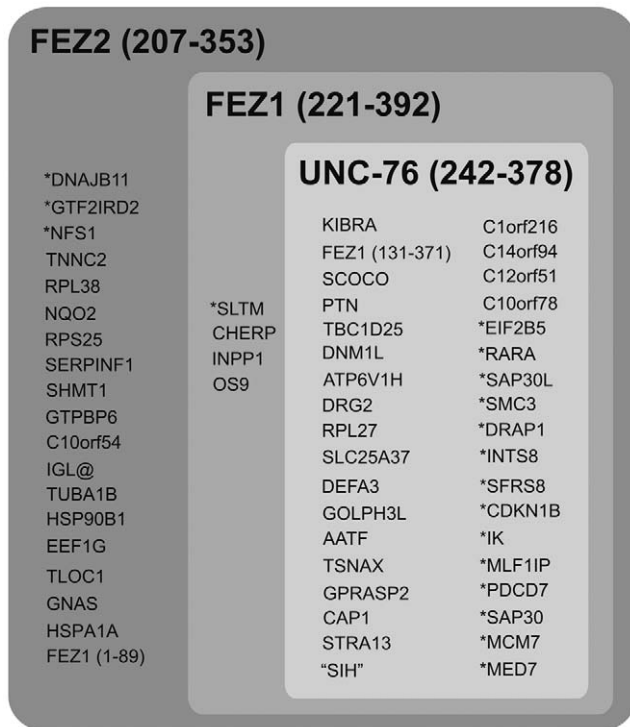 FEZ2 (207-353)
FEZ1 (221-392)
UNC-76 (242-378)
*DNAJB11
*GTF2IRD2
*NFS1
TNNC2
RPL38
NQO2
RPS25
SERPINF1
SHMT1
GTPBP6
C10orf54
IGL@
TUBA1B
HSP90B1
EEF1G
TLOC1
GNAS
HSPA1A
FEZ1 (1-89)
*SLTM
CHERP
INPP1
OS9
KIBRA
FEZ1 (131-371)
SCOCO
PTN
TBC1D25
DNM1L
ATP6V1H
DRG2
RPL27
SLC25A37
DEFA3
GOLPH3L
AATF
TSNAX
GPRASP2
CAP1
STRA13
“SIH”
C1orf216
C14orf94
C12orf51
C10orf78
*EIF2B5
*RARA
*SAP30L
*SMC3
*DRAP1
*INTS8
*SFRS8
*CDKN1B
*IK
*MLF1IP
*PDCD7
*SAP30
*MCM7
*MED7